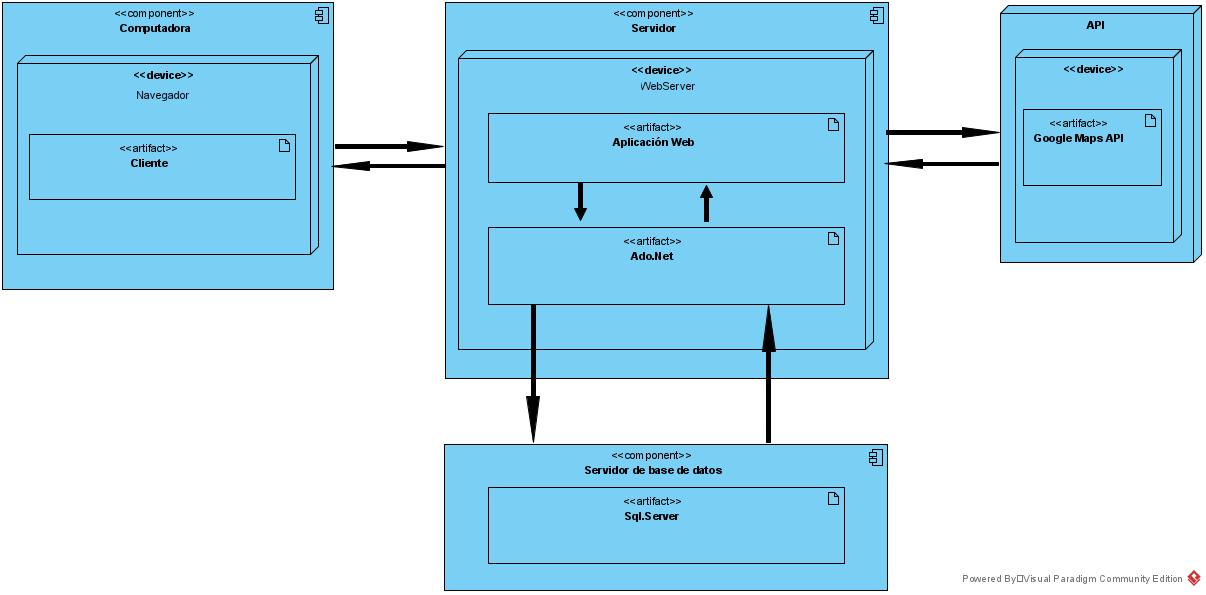 <<component>>
Computadora
<<device>>
Navegador
<<artifact>>
Cliente
<<component>>
Servidor
<<device>>
WebServer
<<artifact>>
Aplicación Web
<<artifact>>
Ado.Net
API
<<device>>
<<artifact>>
Google Maps API
<<component>>
Servidor de base de datos
<<artifact>>
Sql.Server
Powered By Visual Paradigm Community Edition